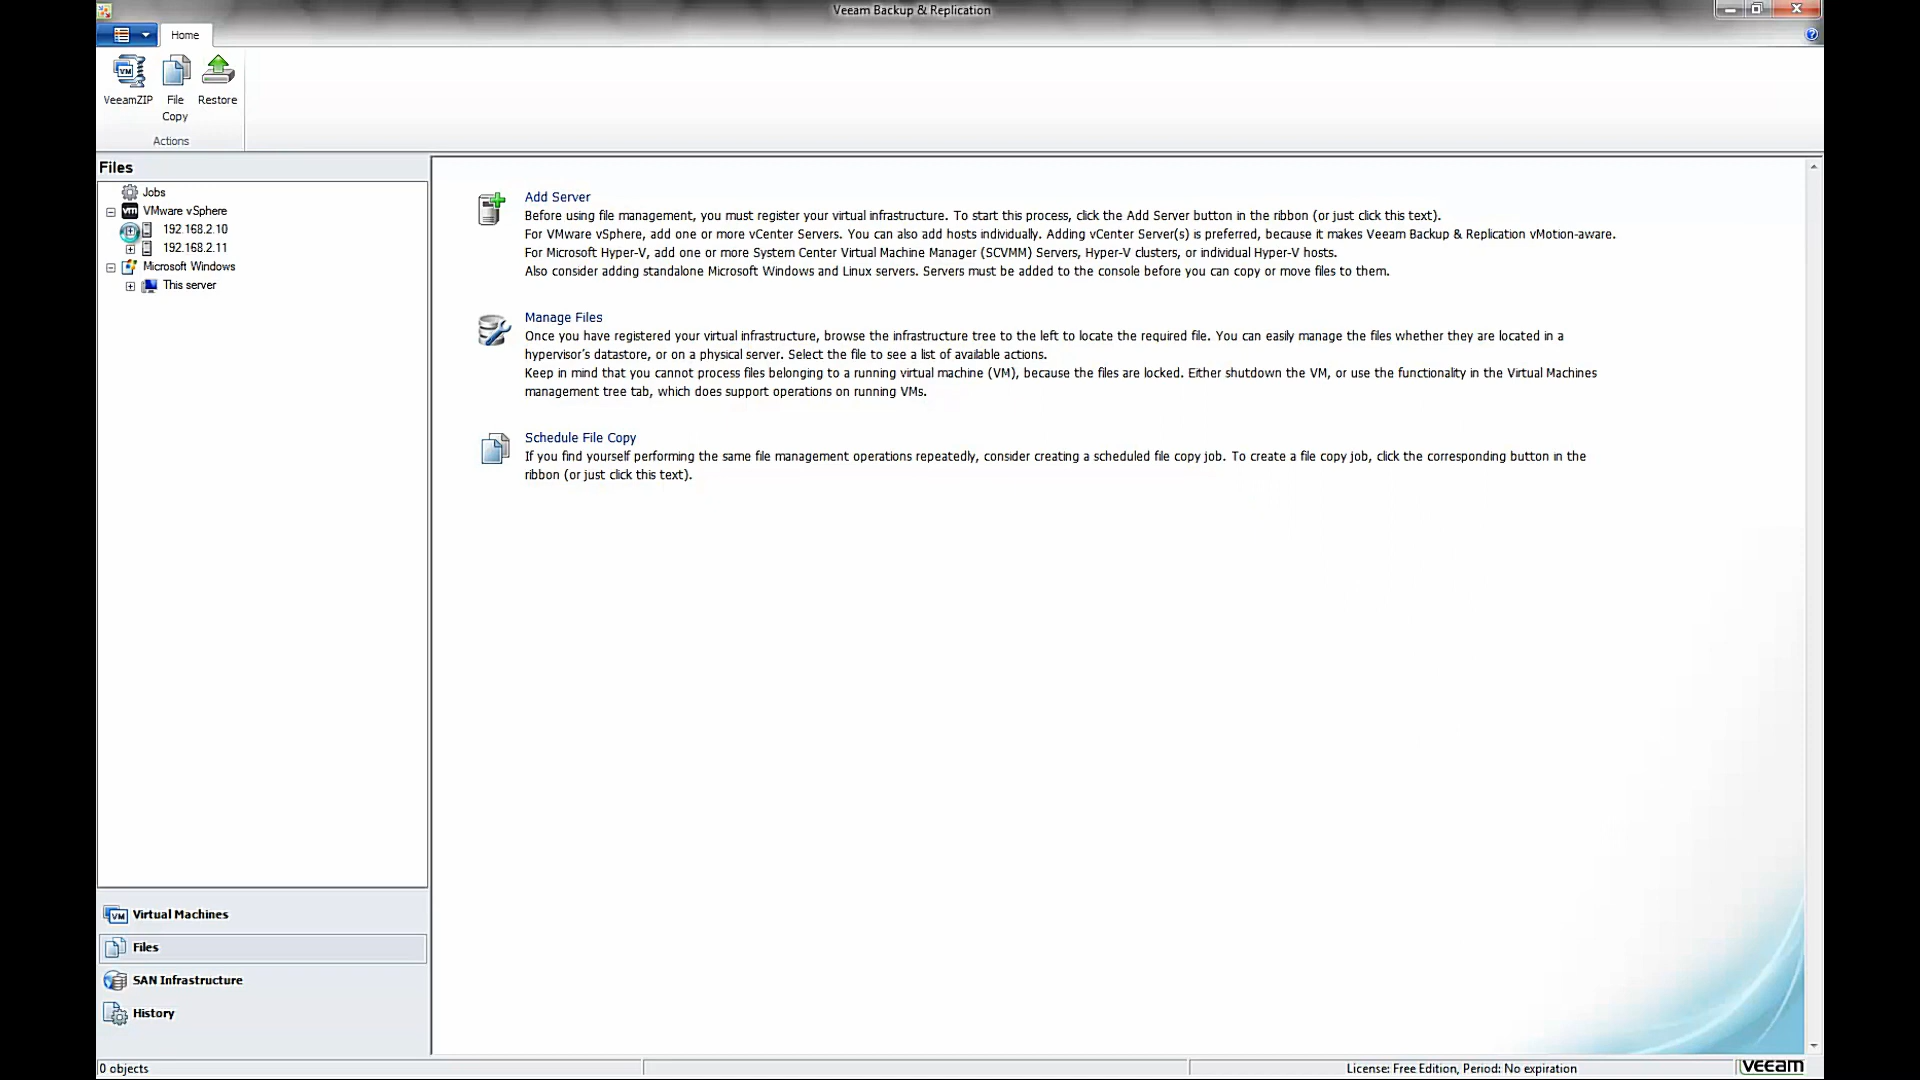 Veeam Backup & Replication
Home
VeeamZIP
File Copy
Restore
Actions
Files
Jobs
VMware vSphere
192.168.2.10
192.168.2.11
Microsoft Windows
This server
Add Server
Before using file management, you must register your virtual infrastructure. To start this process, click the Add Server button in the ribbon (or just click this text).
For VMware vSphere, add one or more vCenter Servers. You can also add hosts individually. Adding vCenter Server(s) is preferred, because it makes Veeam Backup & Replication vMotion-aware.
For Microsoft Hyper-V, add one or more System Center Virtual Machine Manager (SCVMM) Servers, Hyper-V clusters, or individual Hyper-V hosts.
Also consider adding standalone Microsoft Windows and Linux servers. Servers must be added to the console before you can copy or move files to them.
Manage Files
Once you have registered your virtual infrastructure, browse the infrastructure tree to the left to locate the required file. You can easily manage the files whether they are located in a
hypervisor's datastore, or on a physical server. Select the file to see a list of available actions.
Keep in mind that you cannot process files belonging to a running virtual machine (VM), because the files are locked. Either shutdown the VM, or use the functionality in the Virtual Machines
management tree tab, which does support operations on running VMs.
Schedule File Copy
If you find yourself performing the same file management operations repeatedly, consider creating a scheduled file copy job. To create a file copy job, click the corresponding button in the
ribbon (or just click this text).
Virtual Machines
Files
SAN Infrastructure
History
0 objects
License: Free Edition, Period: No expiration
veeam